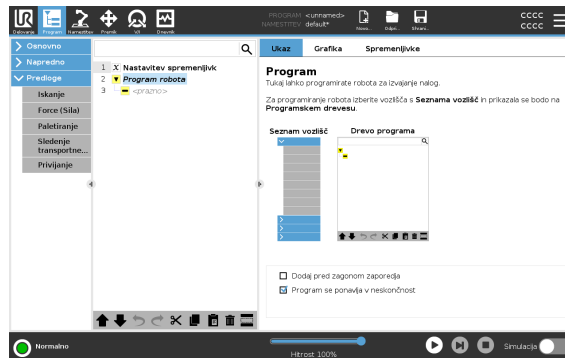 UR
Delovanje Program Namestitev Pomik V/I Dnevnik
PROGRAM <unnamed>
NAMESTITEV default*
Novo... Odpri... Shrani...
CCCC
CCCC
Osnovno
Napredno
Predloge
Iskanje
Force (Sila)
Paletiranje
Sledenje
transportne...
Privijanje
1 X Nastavitev spremenljivk
2 Program robota
3 <prazno>
Ukaz Grafika Spremenljivke
Program
Tukaj lahko programirate robota za izvajanje nalog.
Za programiranje robota izberite vozlišča s Seznama vozlišč in prikazala se bodo na
Programskem drevesu.
Seznam vozlišč Drevo programa
Dodaj pred zagonom zaporedja
Program se ponavlja v neskončnost
Normalno
Hitrost 100%
Simulacija